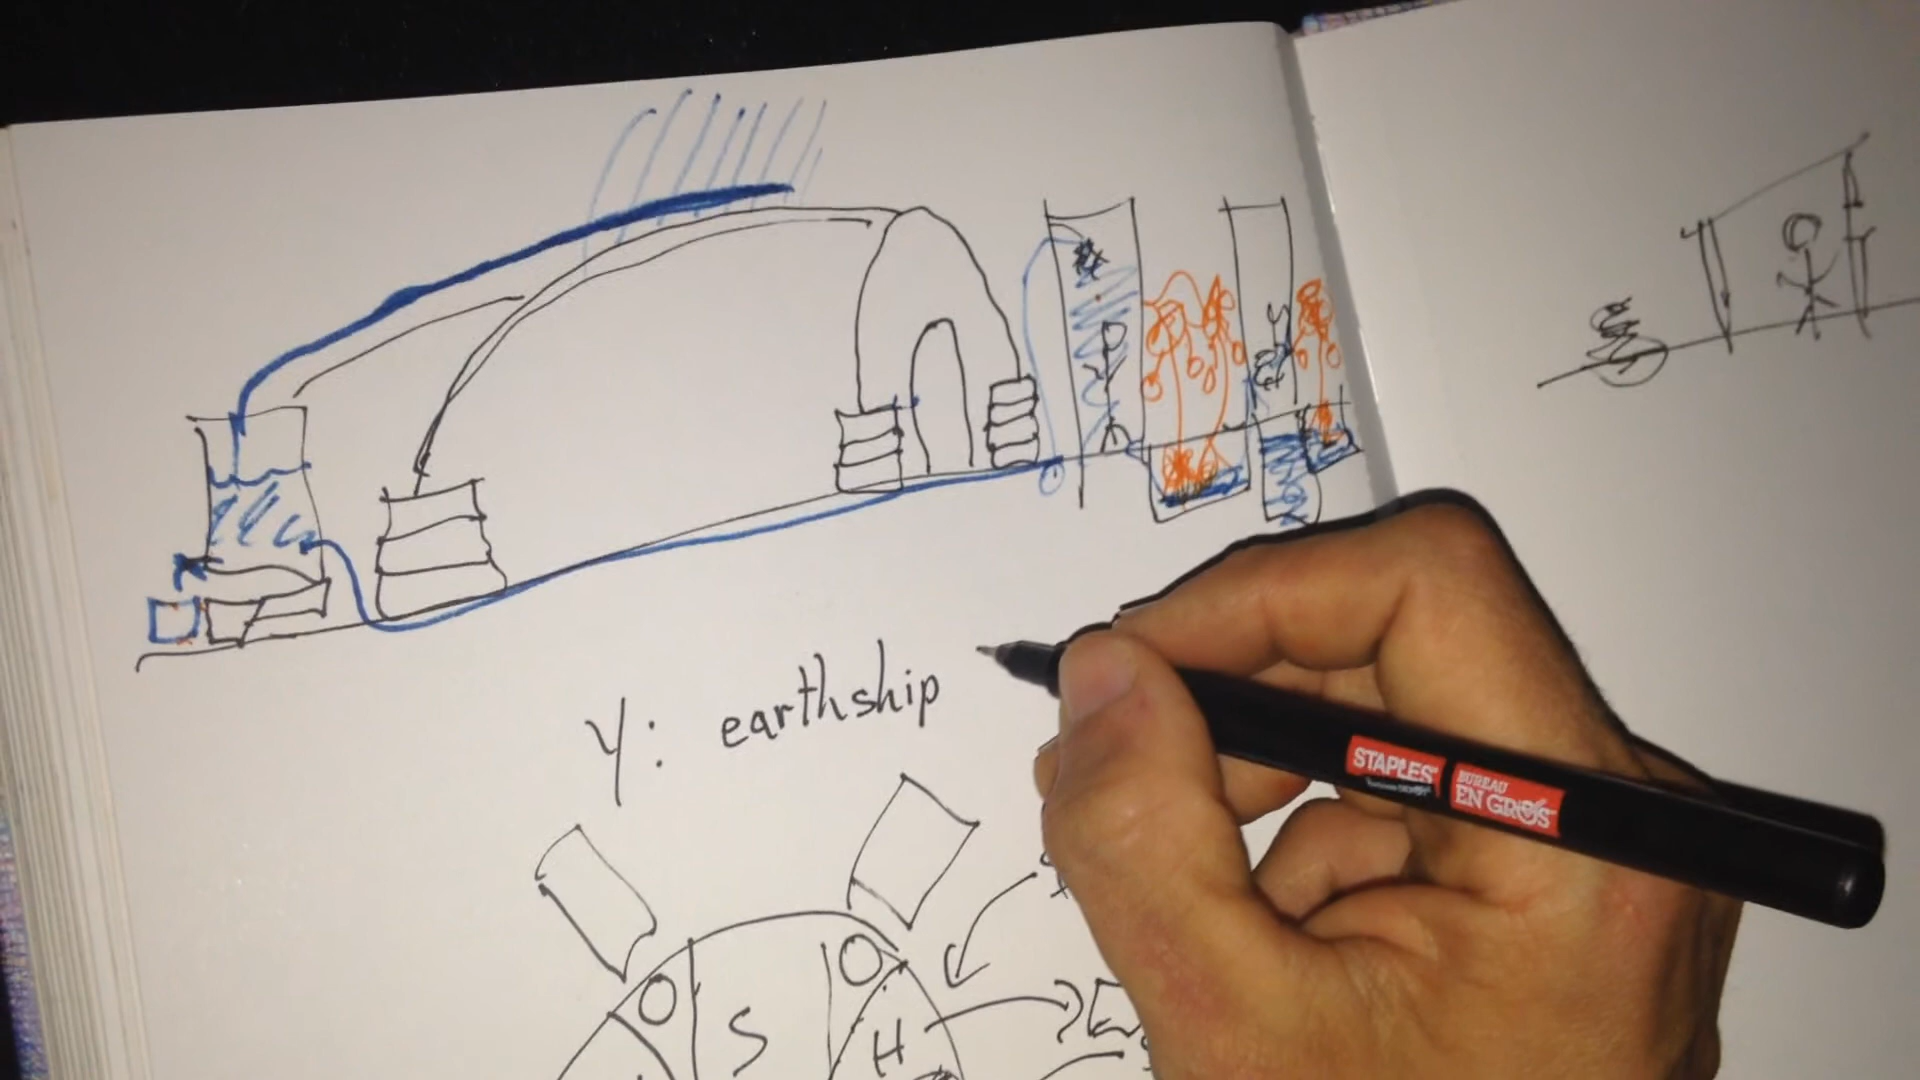 Y: earthship
STAPLES
BUREAU
EN GROS
S
H